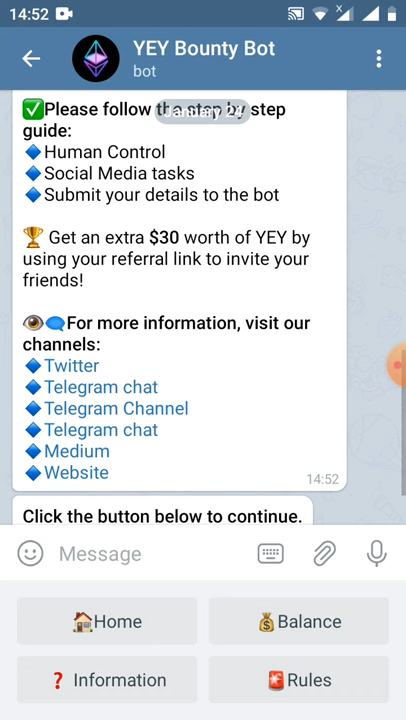 14:52
YEY Bounty Bot
bot
January 24
✅Please follow the step by step
guide:
🔹Human Control
🔹Social Media tasks
🔹Submit your details to the bot
🏆 Get an extra $30 worth of YEY by
using your referral link to invite your
friends!
👁️🗨️For more information, visit our
channels:
🔹Twitter
🔹Telegram chat
🔹Telegram Channel
🔹Telegram chat
🔹Medium
🔹Website
14:52
Click the button below to continue.
Message
🏠Home
💰Balance
❓ Information
🚨Rules